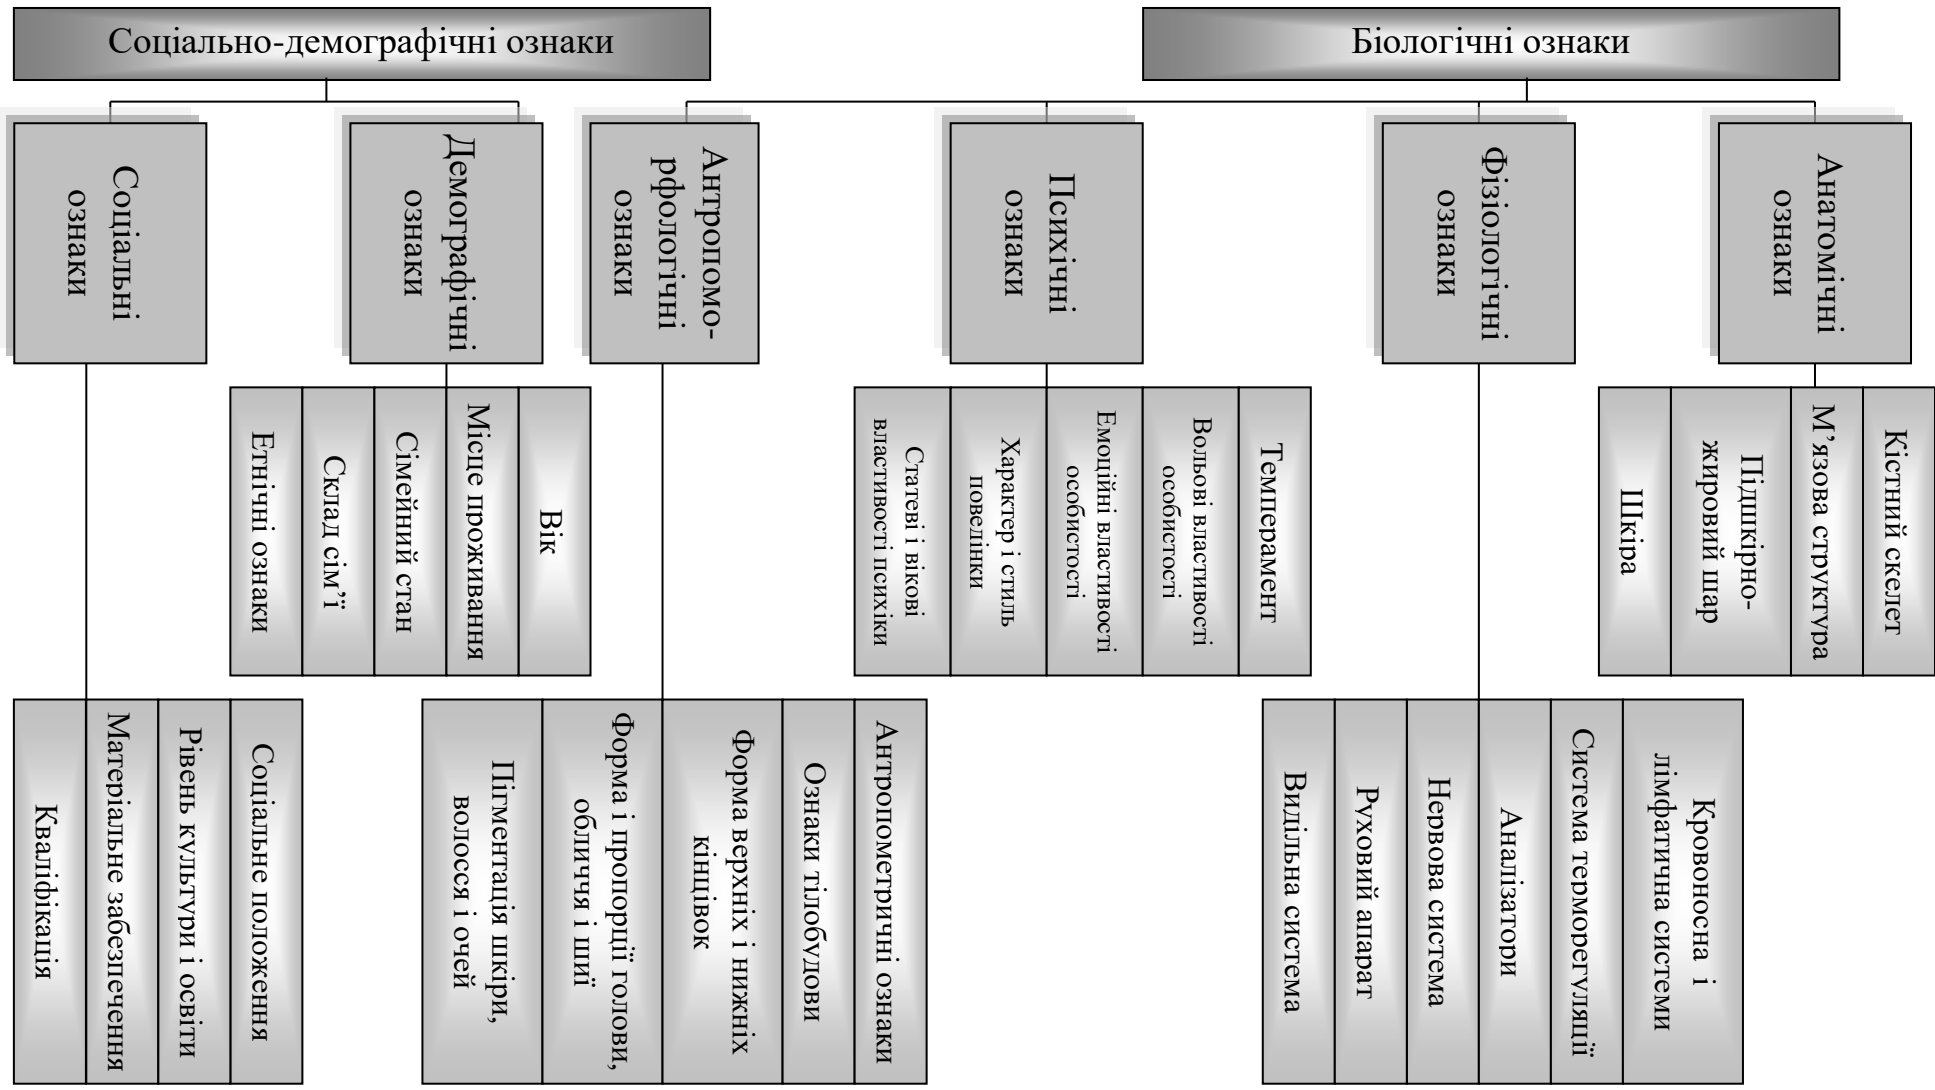 Соціально-демографічні ознаки
Біологічні ознаки
Соціальні
ознаки
Демографічні
ознаки
Антропомо-
рфологічні
ознаки
Психічні
ознаки
Фізіологічні
ознаки
Анатомічні
ознаки
Вік
Місце проживання
Сімейний стан
Склад сім’ї
Етнічні ознаки
Темперамент
Вольові властивості
особистості
Емоційні властивості
особистості
Характер і стиль
поведінки
Статеві і вікові
властивості психіки
Кістний скелет
М’язова структура
Підшкірно-
жировий шар
Шкіра
Соціальне положення
Рівень культури і освіти
Матеріальне забезпечення
Кваліфікація
Антропометричні ознаки
Ознаки тілобудови
Форма верхніх і нижніх
кінцівок
Форма і пропорції голови,
обличчя і шиї
Пігментація шкіри,
волосся і очей
Кровоносна і
лімфатична системи
Система терморегуляції
Аналізатори
Нервова система
Руховий апарат
Видільна система